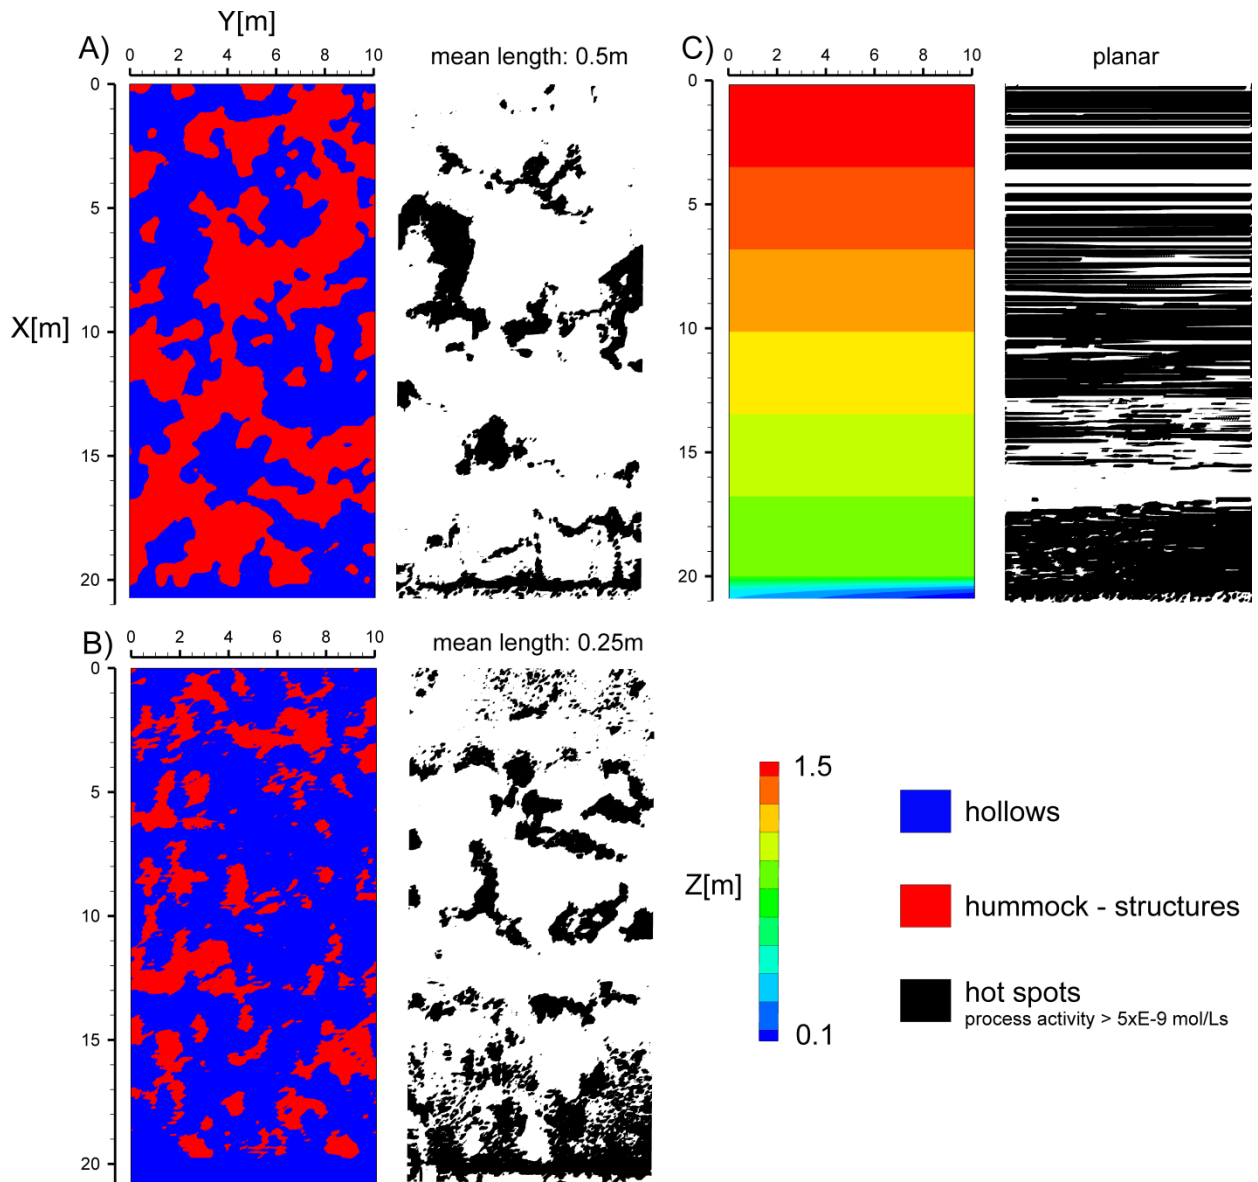 Y[m]
A)
mean length: 0.5m
C)
planar
0 2 4 6 8 10
0 2 4 6 8 10
0
5
X[m]
10
15
20
0
5
10
15
20
B)
mean length: 0.25m
0 2 4 6 8 10
0
5
10
15
20
1.5
Z[m]
0.1
hollows
hummock - structures
hot spots
process activity > 5xE-9 mol/Ls